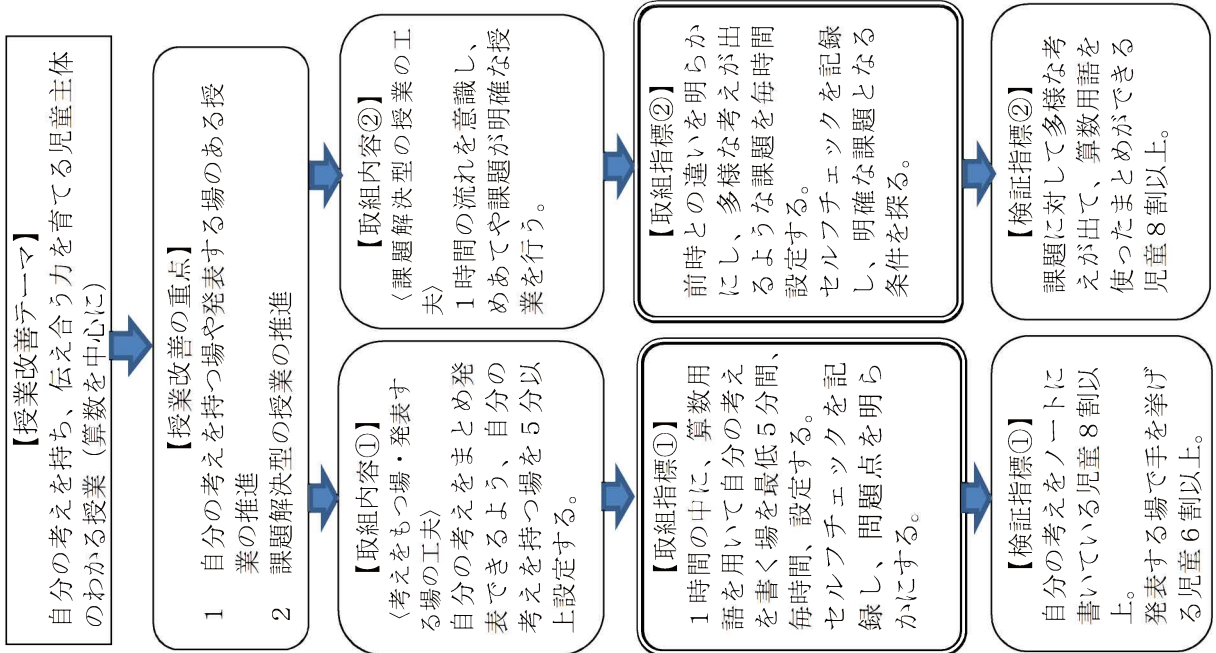 【授業改善テーマ】
自分の考えを持ち、伝え合う力を育てる児童主体
のわかる授業（算数を中心に）
【授業改善の重点】
1　自分の考えを持つ場や発表する場のある授
業の推進
2　課題解決型の授業の推進
【取組内容①】
〈考えをもつ場・発表す
る場の工夫〉
自分の考えをまとめ発
表できるよう、自分の
考えを持つ場を5分以
上設定する。
【取組内容②】
〈課題解決型の授業の工
夫〉
1時間の流れを意識し、
めあてや課題が明確な授
業を行う。
【取組指標①】
1時間の中に、算数用
語を用いて自分の考え
を書く場を最低5分間、
毎時間、設定する。
セルフチェックを記
録し、問題点を明ら
かにする。
【取組指標②】
前時との違いを明らか
にし、多様な考えが出
るような課題を毎時間
設定する。
セルフチェックを記録
し、明確な課題となる
条件を探る。
【検証指標①】
自分の考えをノートに
書いている児童8割以
上。
発表する場で手を挙げ
る児童6割以上。
【検証指標②】
課題に対して多様な考
えが出て、算数用語を
使ったまとめができる
児童8割以上。